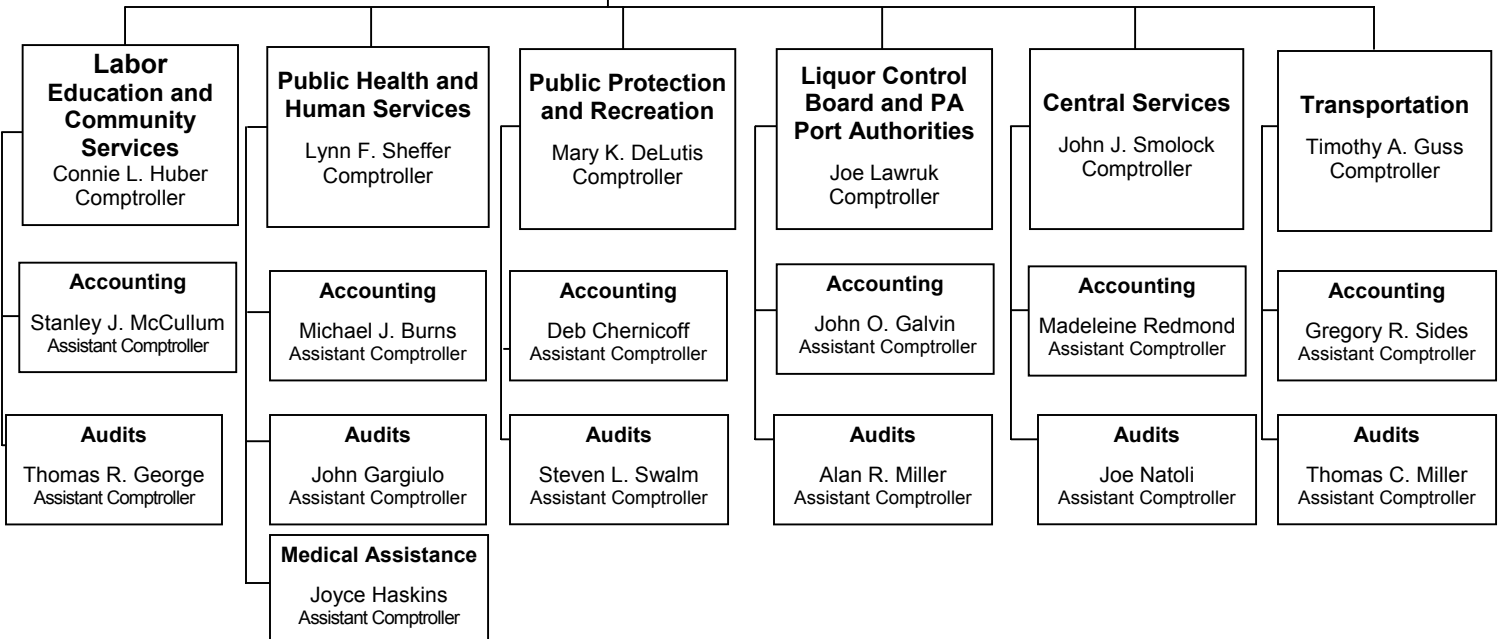 Labor
Education and
Community
Services
Connie L. Huber
Comptroller
Accounting
Stanley J. McCullum
Assistant Comptroller
Audits
Thomas R. George
Assistant Comptroller
Public Health and
Human Services
Lynn F. Sheffer
Comptroller
Accounting
Michael J. Burns
Assistant Comptroller
Audits
John Gargiulo
Assistant Comptroller
Medical Assistance
Joyce Haskins
Assistant Comptroller
Public Protection
and Recreation
Mary K. DeLutis
Comptroller
Accounting
Deb Chernicoff
Assistant Comptroller
Audits
Steven L. Swalm
Assistant Comptroller
Liquor Control
Board and PA
Port Authorities
Joe Lawruk
Comptroller
Accounting
John O. Galvin
Assistant Comptroller
Audits
Alan R. Miller
Assistant Comptroller
Central Services
John J. Smolock
Comptroller
Accounting
Madeleine Redmond
Assistant Comptroller
Audits
Joe Natoli
Assistant Comptroller
Transportation
Timothy A. Guss
Comptroller
Accounting
Gregory R. Sides
Assistant Comptroller
Audits
Thomas C. Miller
Assistant Comptroller